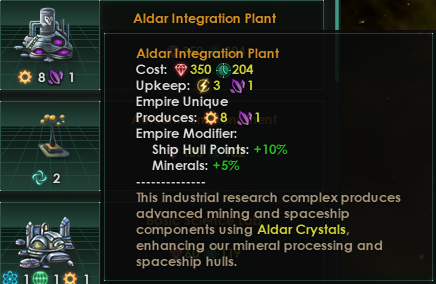 Aldar Integration Plant
Aldar Integration Plant
Cost: 350 204
Upkeep: 3 1
Empire Unique
Produces: 8 1
Empire Modifier:
Ship Hull Points: +10%
Minerals: +5%
--------------
This industrial research complex produces
advanced mining and spaceship
components using Aldar Crystals,
enhancing our mineral processing and
spaceship hulls.
8 1
2
1 1 1